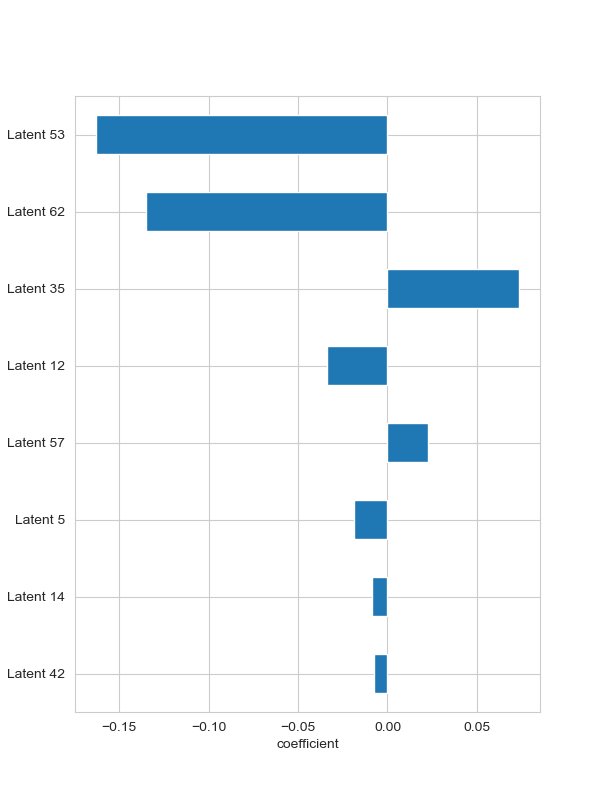 Latent 53
Latent 62
Latent 35
Latent 12
Latent 57
Latent 5
Latent 14
Latent 42
−0.15 −0.10 −0.05 0.00 0.05
coefficient